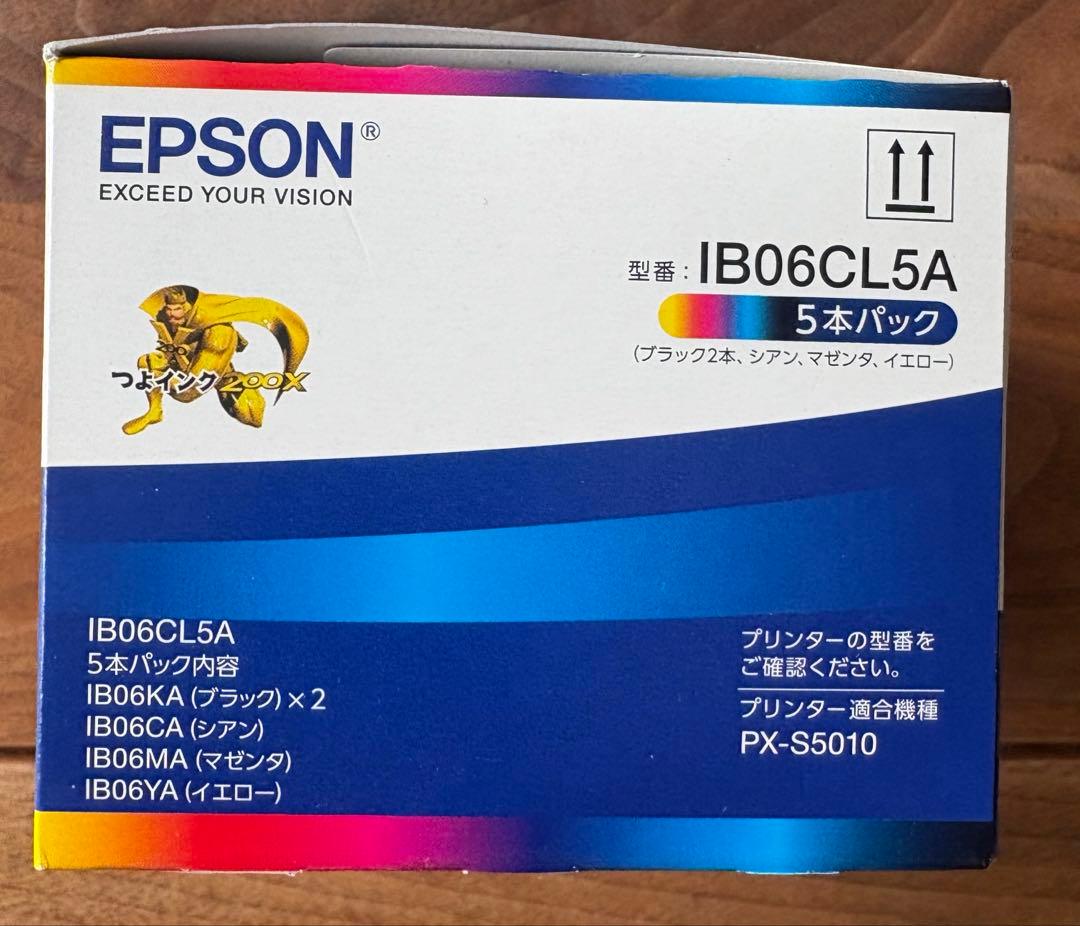 EPSON®
EXCEED YOUR VISION
型番：IB06CL5A
5本パック
（ブラック2本、シアン、マゼンタ、イエロー）
つよインク200X
IB06CL5A
5本パック内容
IB06KA（ブラック）×2
IB06CA（シアン）
IB06MA（マゼンタ）
IB06YA（イエロー）
プリンターの型番を
ご確認ください。
プリンター適合機種
PX-S5010